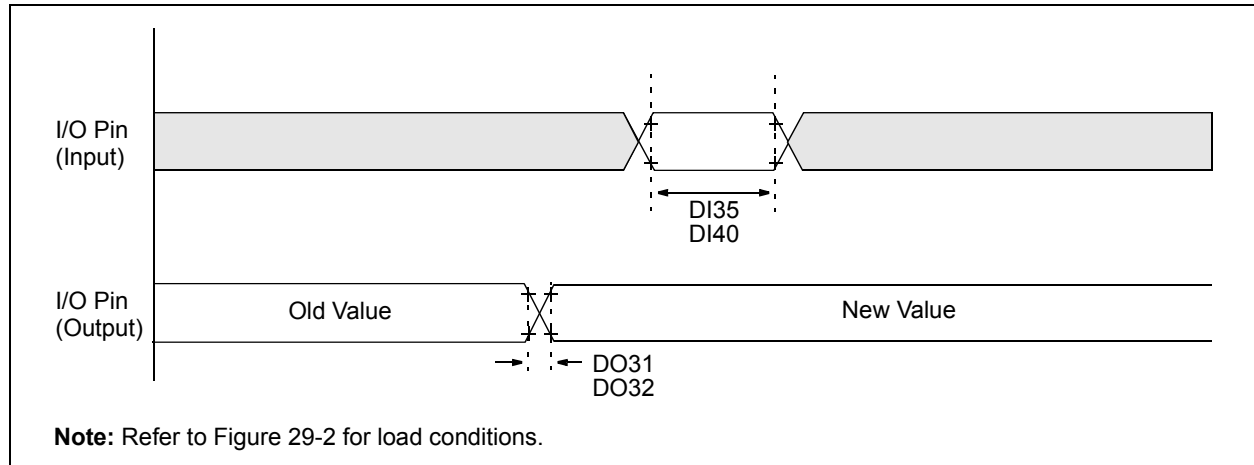 I/O Pin
(Input)
DI35
DI40
I/O Pin
(Output)
Old Value
New Value
DO31
DO32
Note: Refer to Figure 29-2 for load conditions.